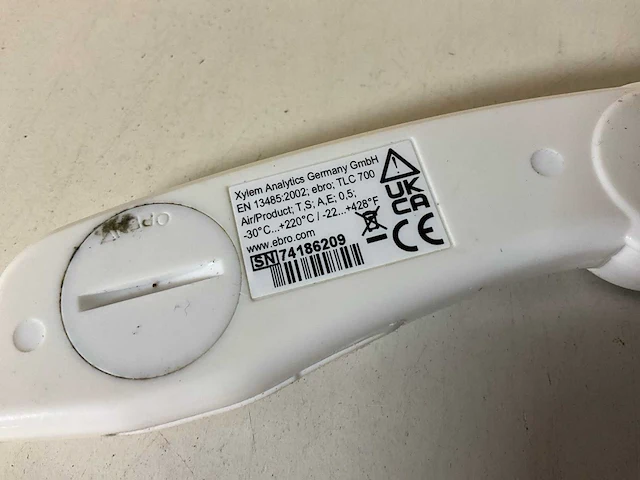 Xylem Analytics Germany GmbH
EN 13485:2002; ebro; TLC 700
Air/Product; T,S; A,E; 0,5;
-30°C...+220°C / -22...+428°F
www.ebro.com
SN 74186209
UK
CA
CE
OPEN